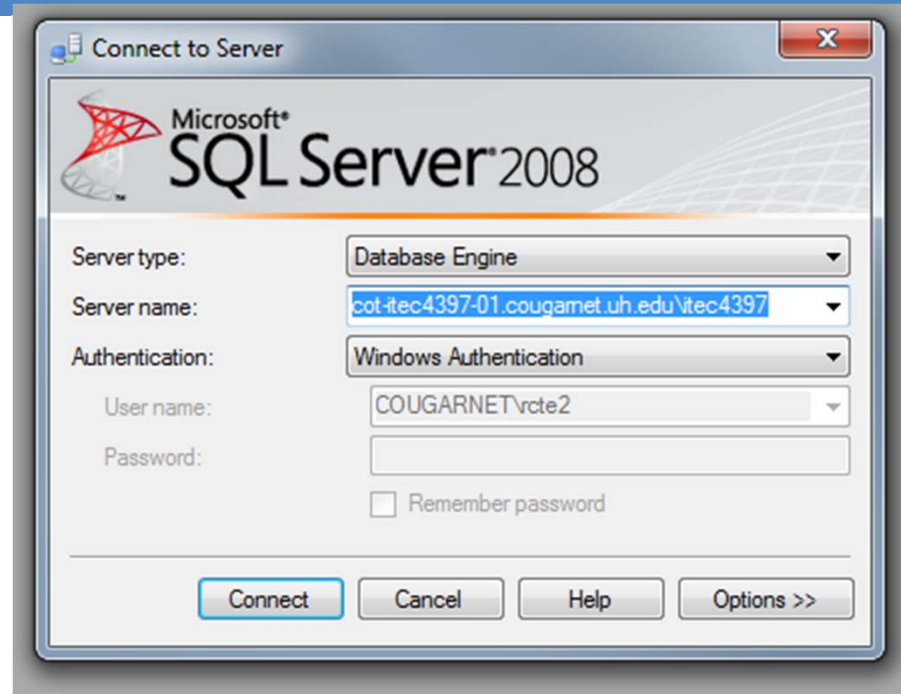 Connect to Server
Microsoft®
SQL Server® 2008
™
Server type: Database Engine
Server name: cot-itec4397-01.cougarnet.uh.edu\itec4397
Authentication: Windows Authentication
User name: COUGARNET\rcte2
Password:
Remember password
Connect Cancel Help Options >>